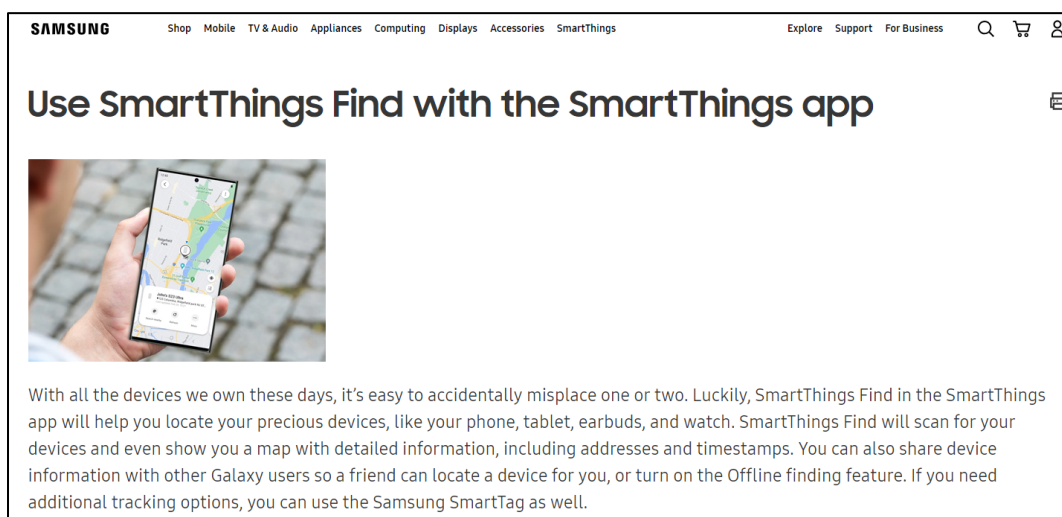 SAMSUNG Shop Mobile TV & Audio Appliances Computing Displays Accessories SmartThings Explore Support For Business
Use SmartThings Find with the SmartThings app
With all the devices we own these days, it's easy to accidentally misplace one or two. Luckily, SmartThings Find in the SmartThings
app will help you locate your precious devices, like your phone, tablet, earbuds, and watch. SmartThings Find will scan for your
devices and even show you a map with detailed information, including addresses and timestamps. You can also share device
information with other Galaxy users so a friend can locate a device for you, or turn on the Offline finding feature. If you need
additional tracking options, you can use the Samsung SmartTag as well.